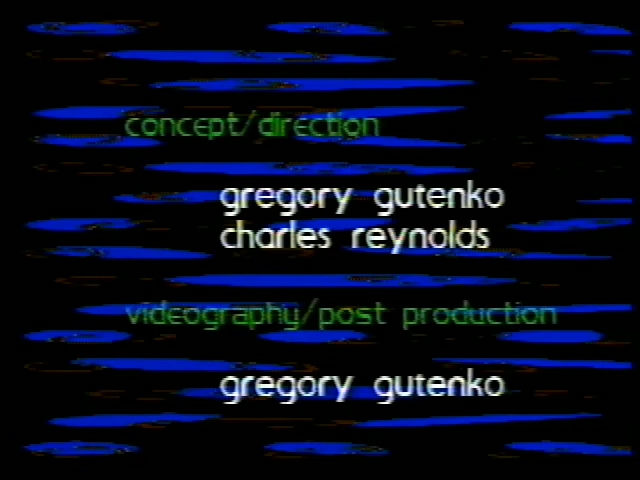 concept/direction
gregory gutenko
charles reynolds
videography/post production
gregory gutenko